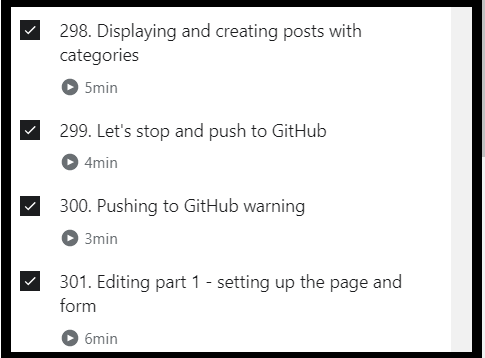 298. Displaying and creating posts with
categories
5min
299. Let's stop and push to GitHub
4min
300. Pushing to GitHub warning
3min
301. Editing part 1 - setting up the page and
form
6min